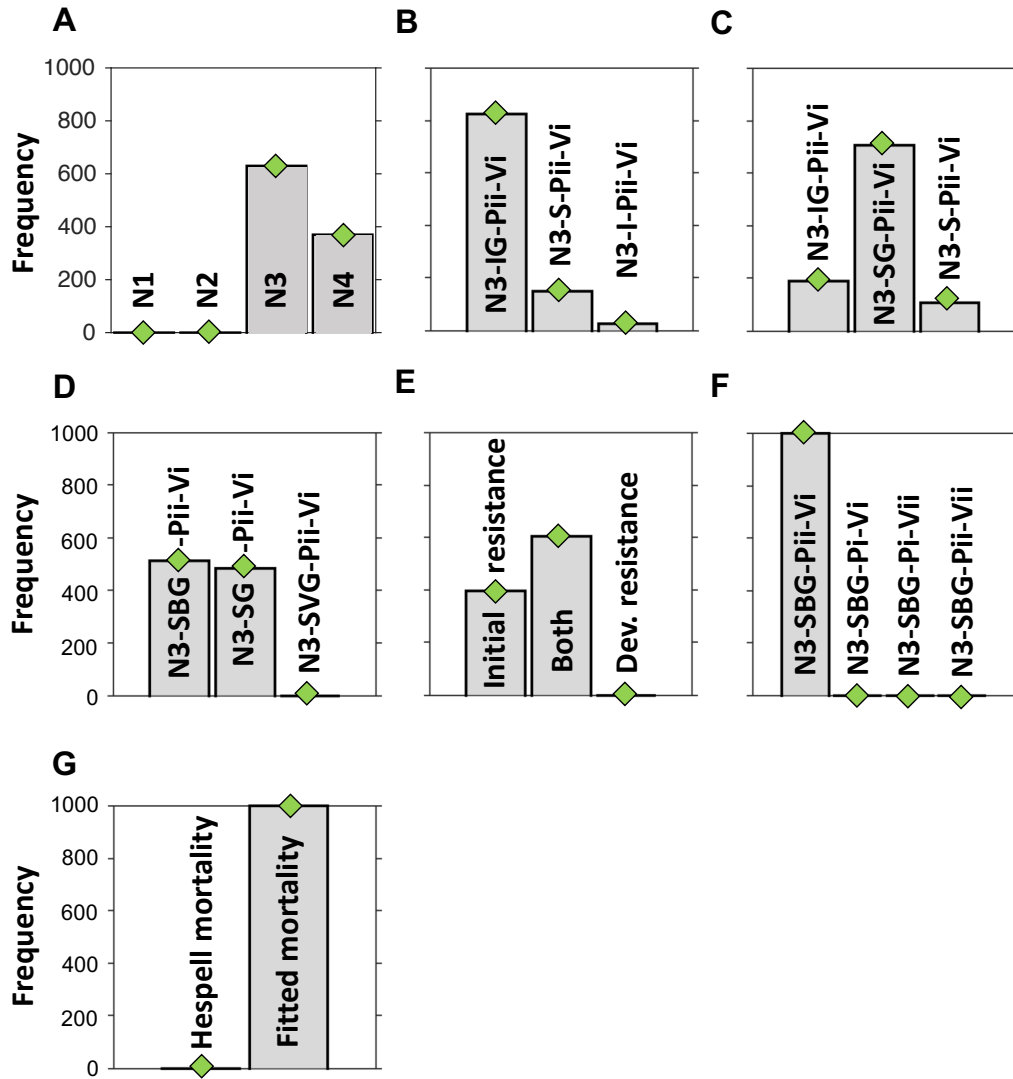 A
B
C
Frequency
1000
800
600
400
200
0
N1
N2
N3
N4
N3-IG-Pii-Vi
N3-S-Pii-Vi
N3-I-Pii-Vi
N3-IG-Pii-Vi
N3-SG-Pii-Vi
N3-S-Pii-Vi
D
E
F
Frequency
1000
800
600
400
200
0
N3-SBG-Pii-Vi
N3-SG-Pii-Vi
N3-SVG-Pii-Vi
Initial resistance
Both
Dev. resistance
N3-SBG-Pii-Vi
N3-SBG-Pi-Vi
N3-SBG-Pi-Vii
N3-SBG-Pii-Vii
G
Frequency
1000
800
600
400
200
0
Hespell mortality
Fitted mortality